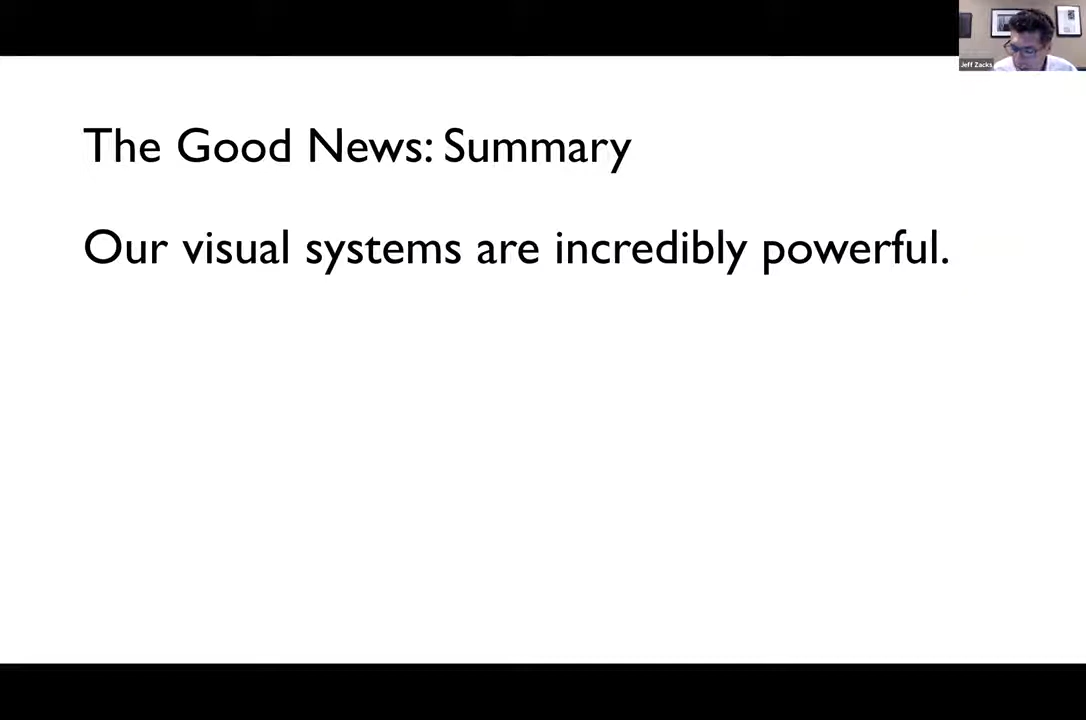 Jeff Zacks
The Good News: Summary
Our visual systems are incredibly powerful.